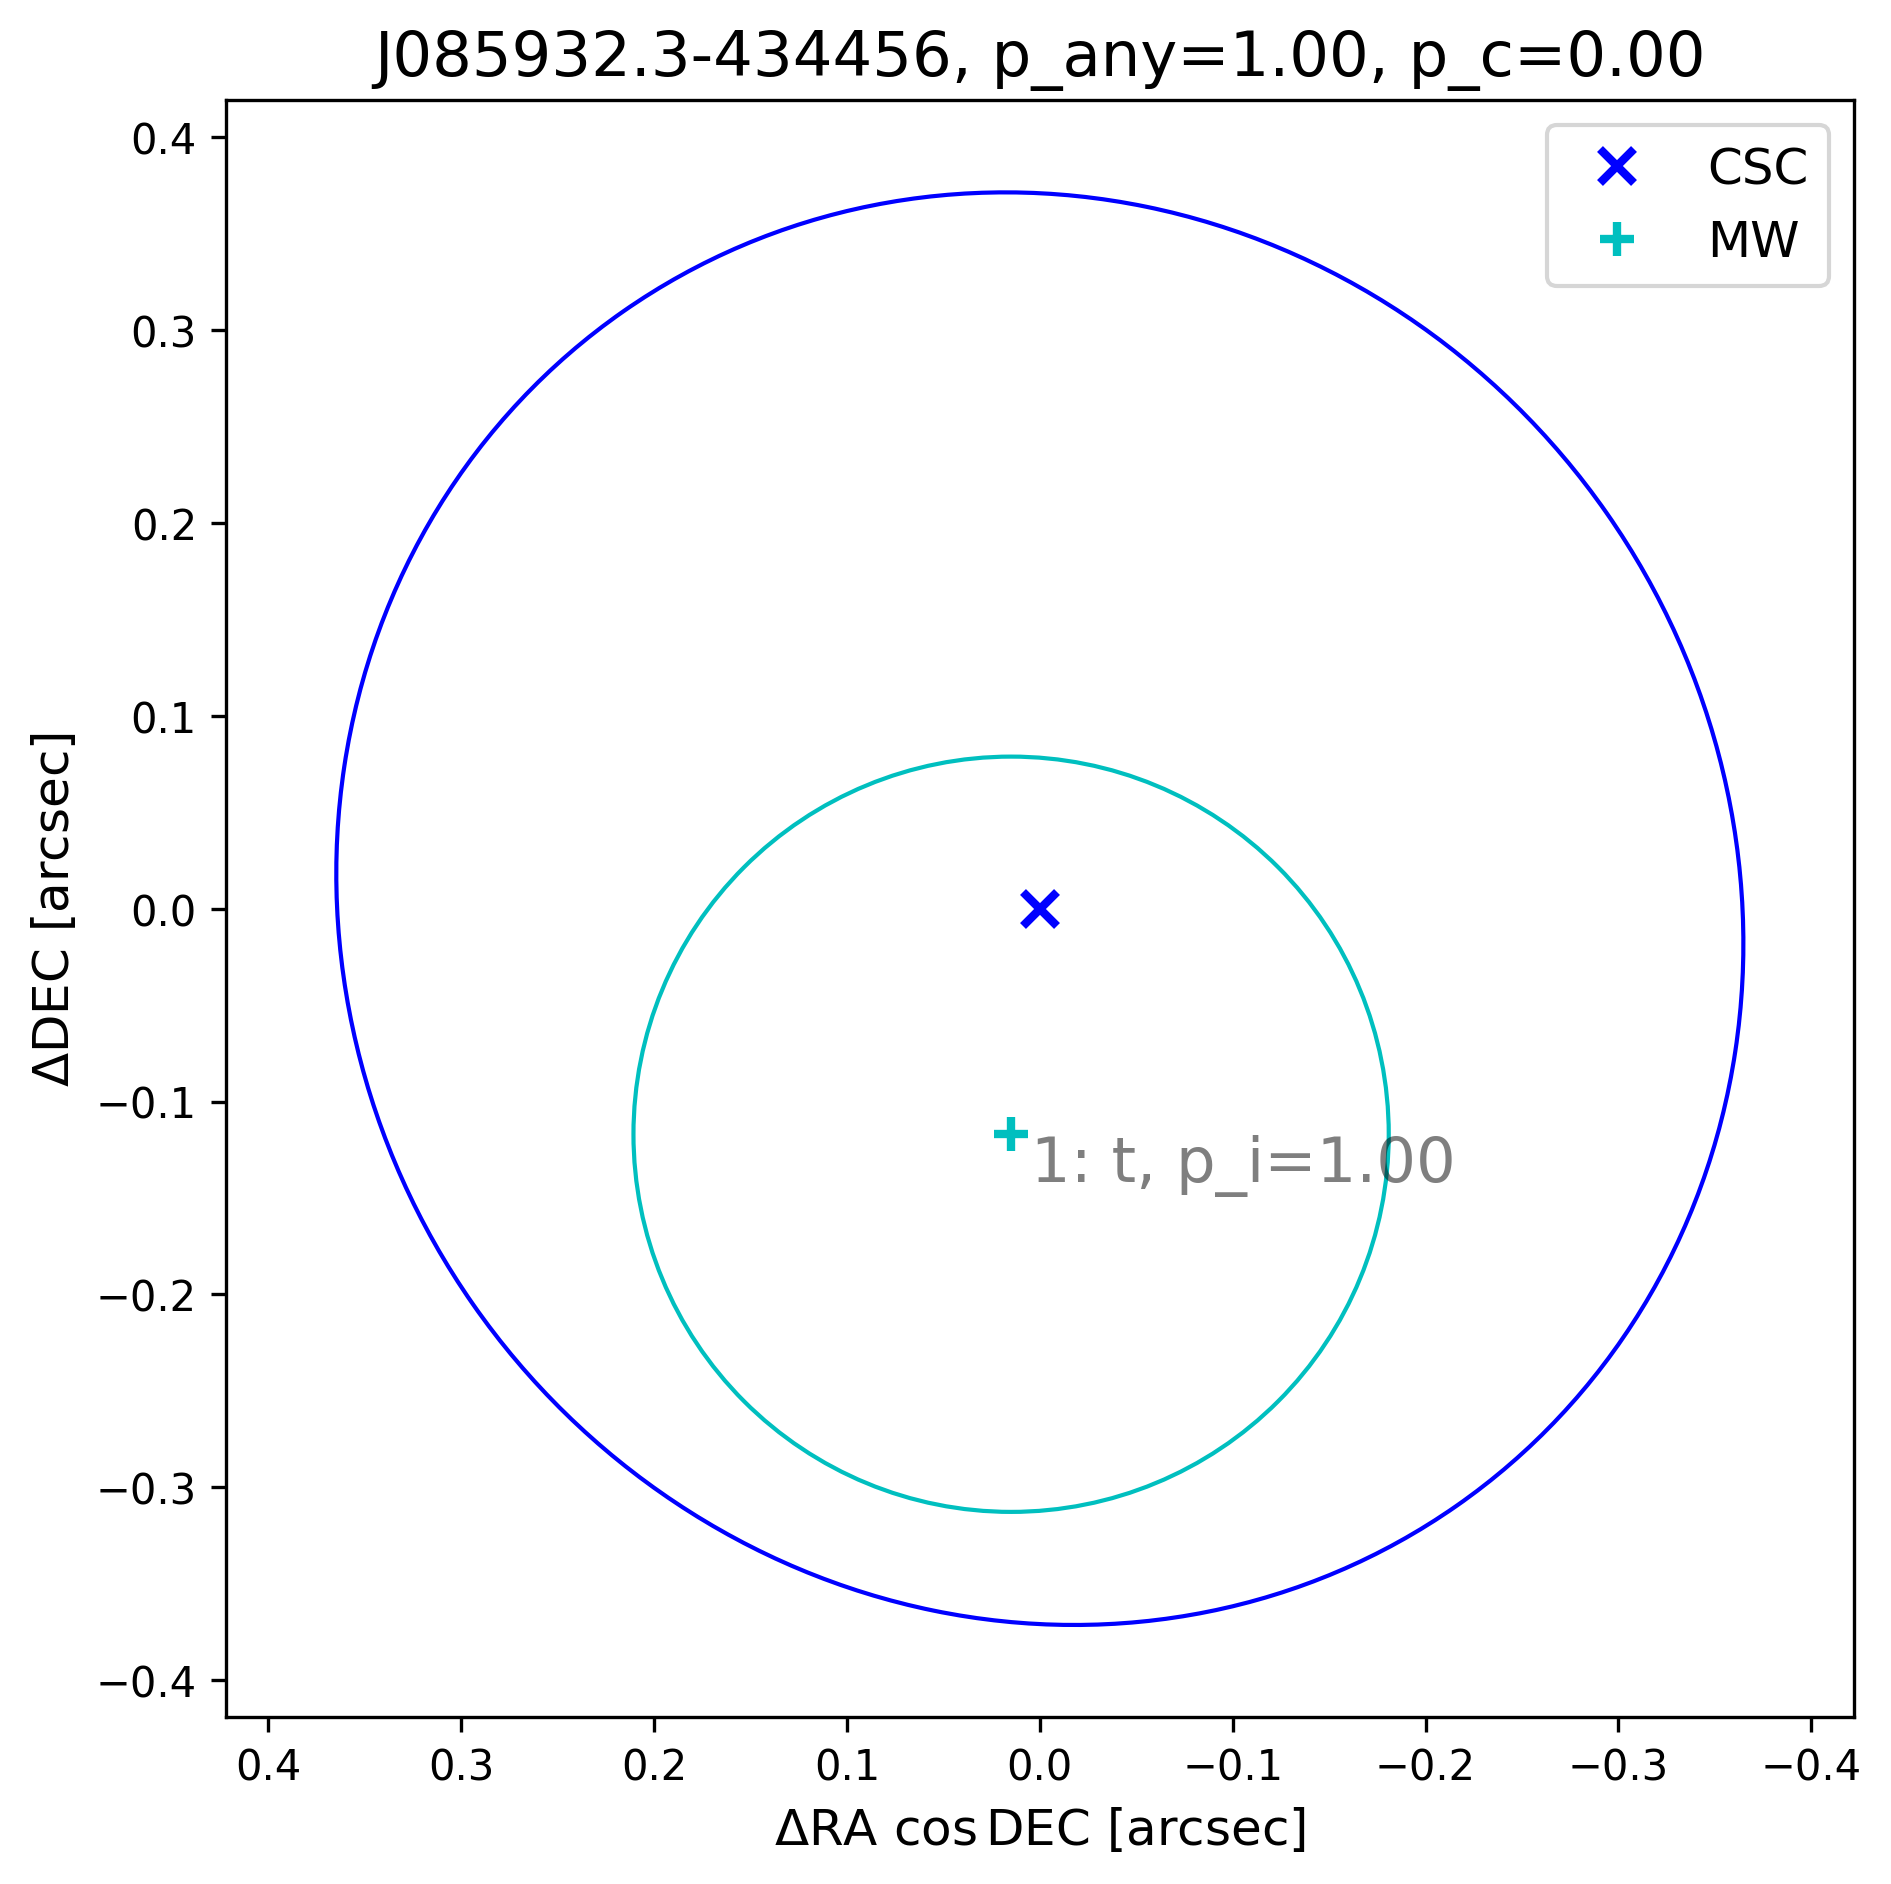 J085932.3-434456, p_any=1.00, p_c=0.00
CSC
MW
0.4
0.3
0.2
0.1
0.0
−0.1
−0.2
−0.3
−0.4
ΔDEC [arcsec]
1: t, p_i=1.00
0.4 0.3 0.2 0.1 0.0 −0.1 −0.2 −0.3 −0.4
ΔRA cos DEC [arcsec]